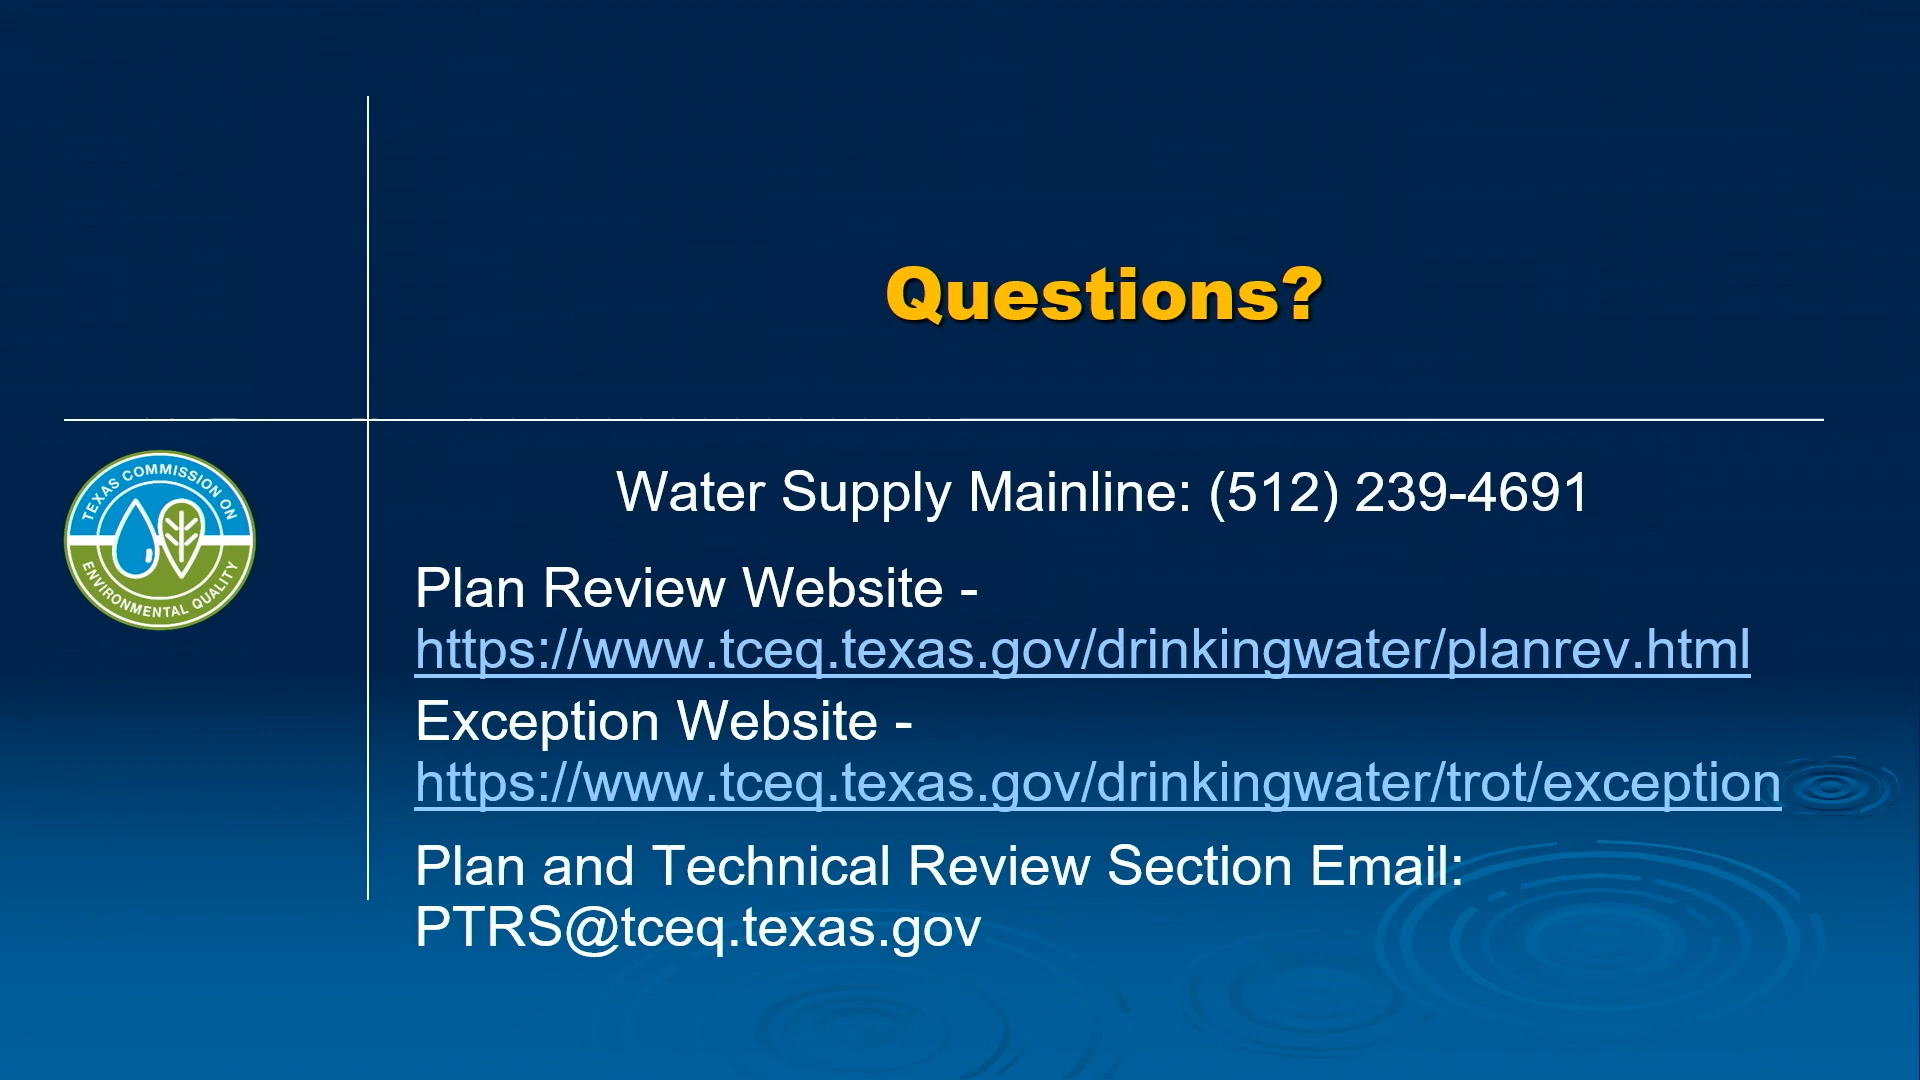 Questions?
TEXAS COMMISSION ON
ENVIRONMENTAL QUALITY
Water Supply Mainline: (512) 239-4691
Plan Review Website -
https://www.tceq.texas.gov/drinkingwater/planrev.html
Exception Website -
https://www.tceq.texas.gov/drinkingwater/trot/exception
Plan and Technical Review Section Email:
PTRS@tceq.texas.gov